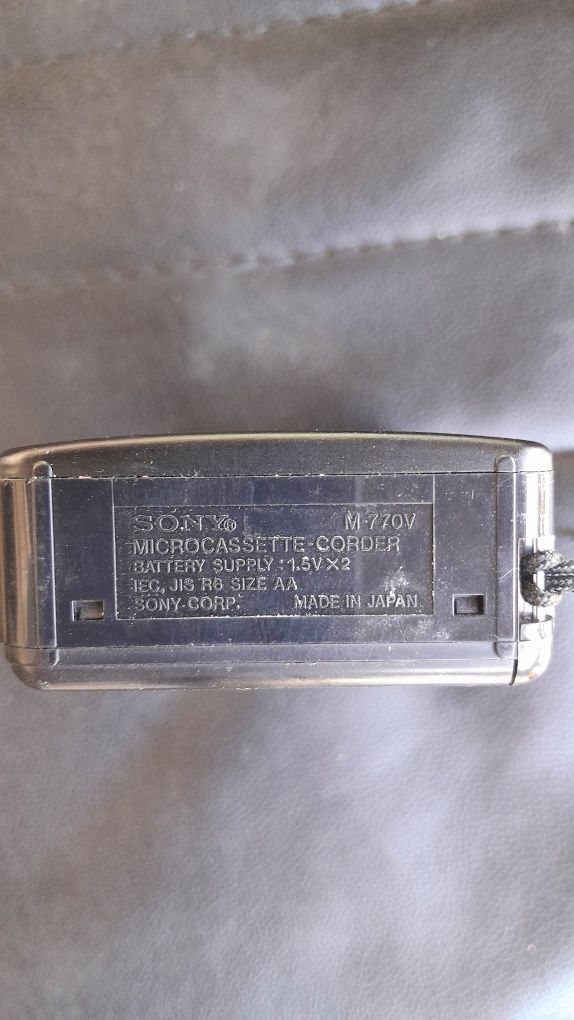 SONY® M-770V
MICROCASSETTE-CORDER
BATTERY SUPPLY : 1.5V×2
IEC, JIS R6 SIZE AA
SONY CORP. MADE IN JAPAN